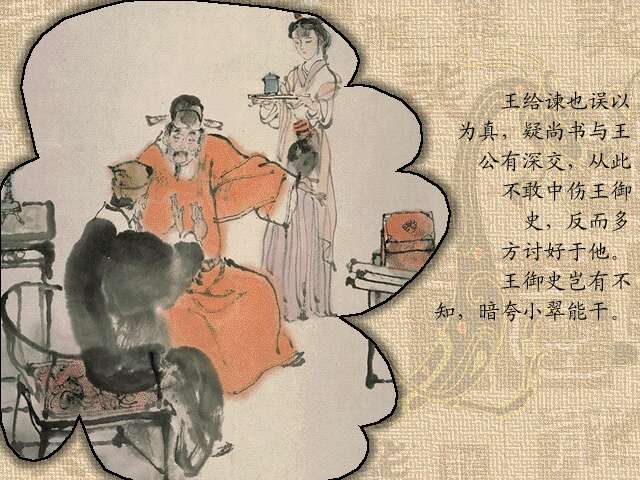 王给谏也误以
为真，疑尚书与王
公有深交，从此
不敢中伤王御
史，反而多
方讨好于他。
王御史岂有不
知，暗夸小翠能干。